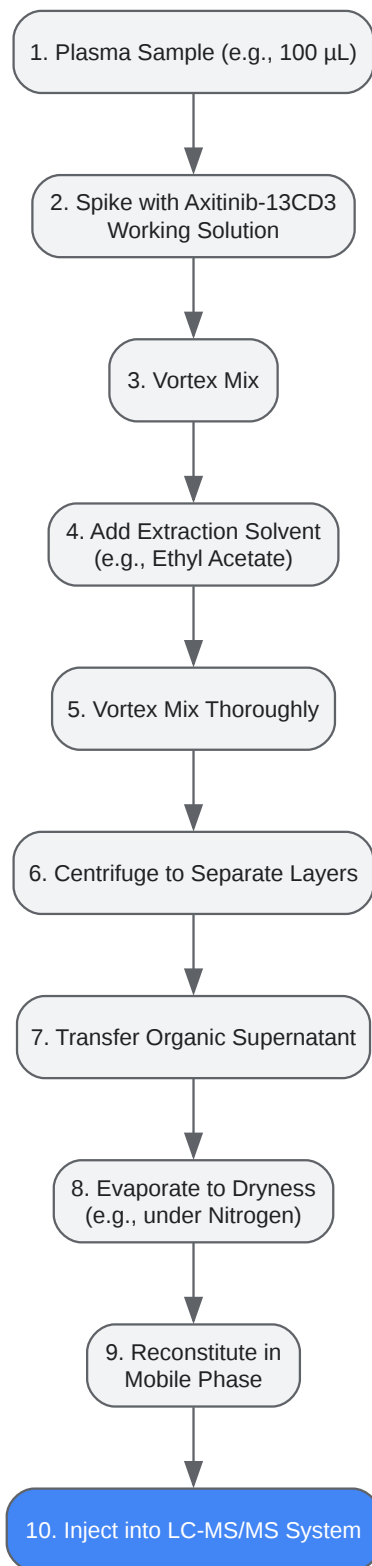 1. Plasma Sample (e.g., 100 µL)
2. Spike with Axitinib-13CD3
Working Solution
3. Vortex Mix
4. Add Extraction Solvent
(e.g., Ethyl Acetate)
5. Vortex Mix Thoroughly
6. Centrifuge to Separate Layers
7. Transfer Organic Supernatant
8. Evaporate to Dryness
(e.g., under Nitrogen)
9. Reconstitute in
Mobile Phase
10. Inject into LC-MS/MS System